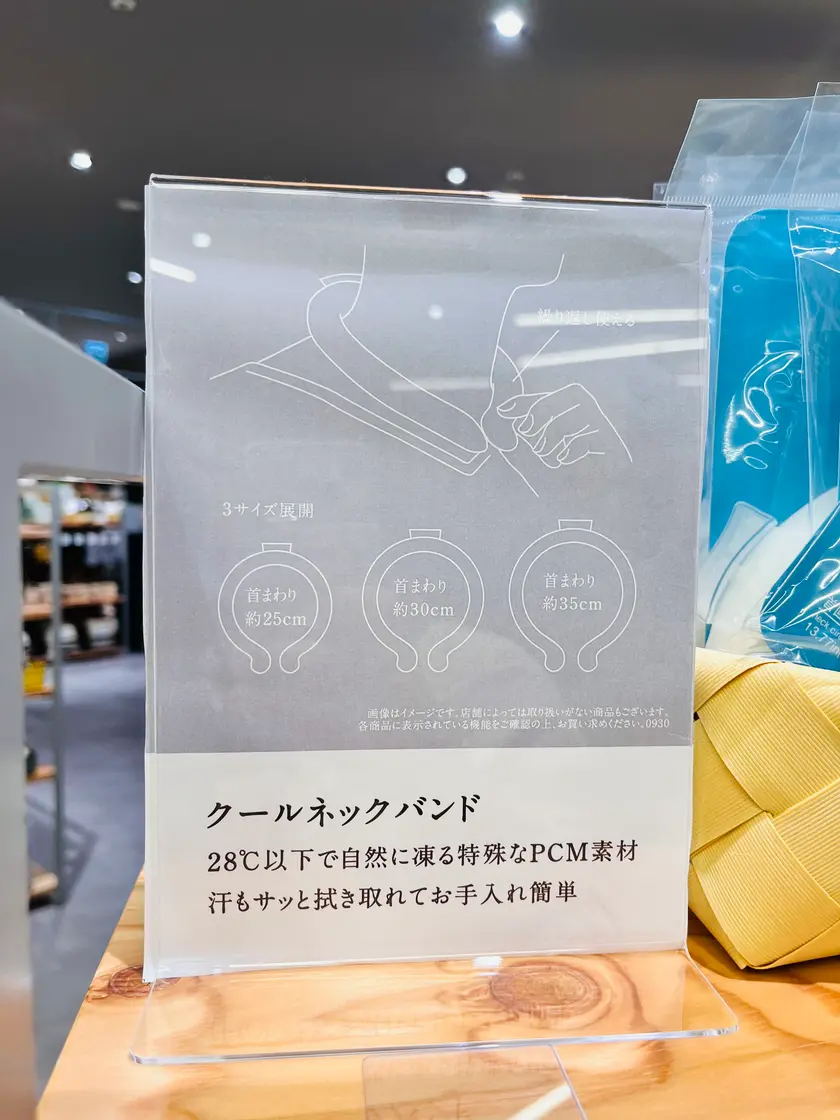 繰り返し使える
3サイズ展開
首まわり
約25cm
首まわり
約30cm
首まわり
約35cm
画像はイメージです。店舗によっては取り扱いがない商品もございます。
各商品に表示されている機能をご確認の上、お買い求めください。0930
クールネックバンド
28℃以下で自然に凍る特殊なPCM素材
汗もサッと拭き取れてお手入れ簡単